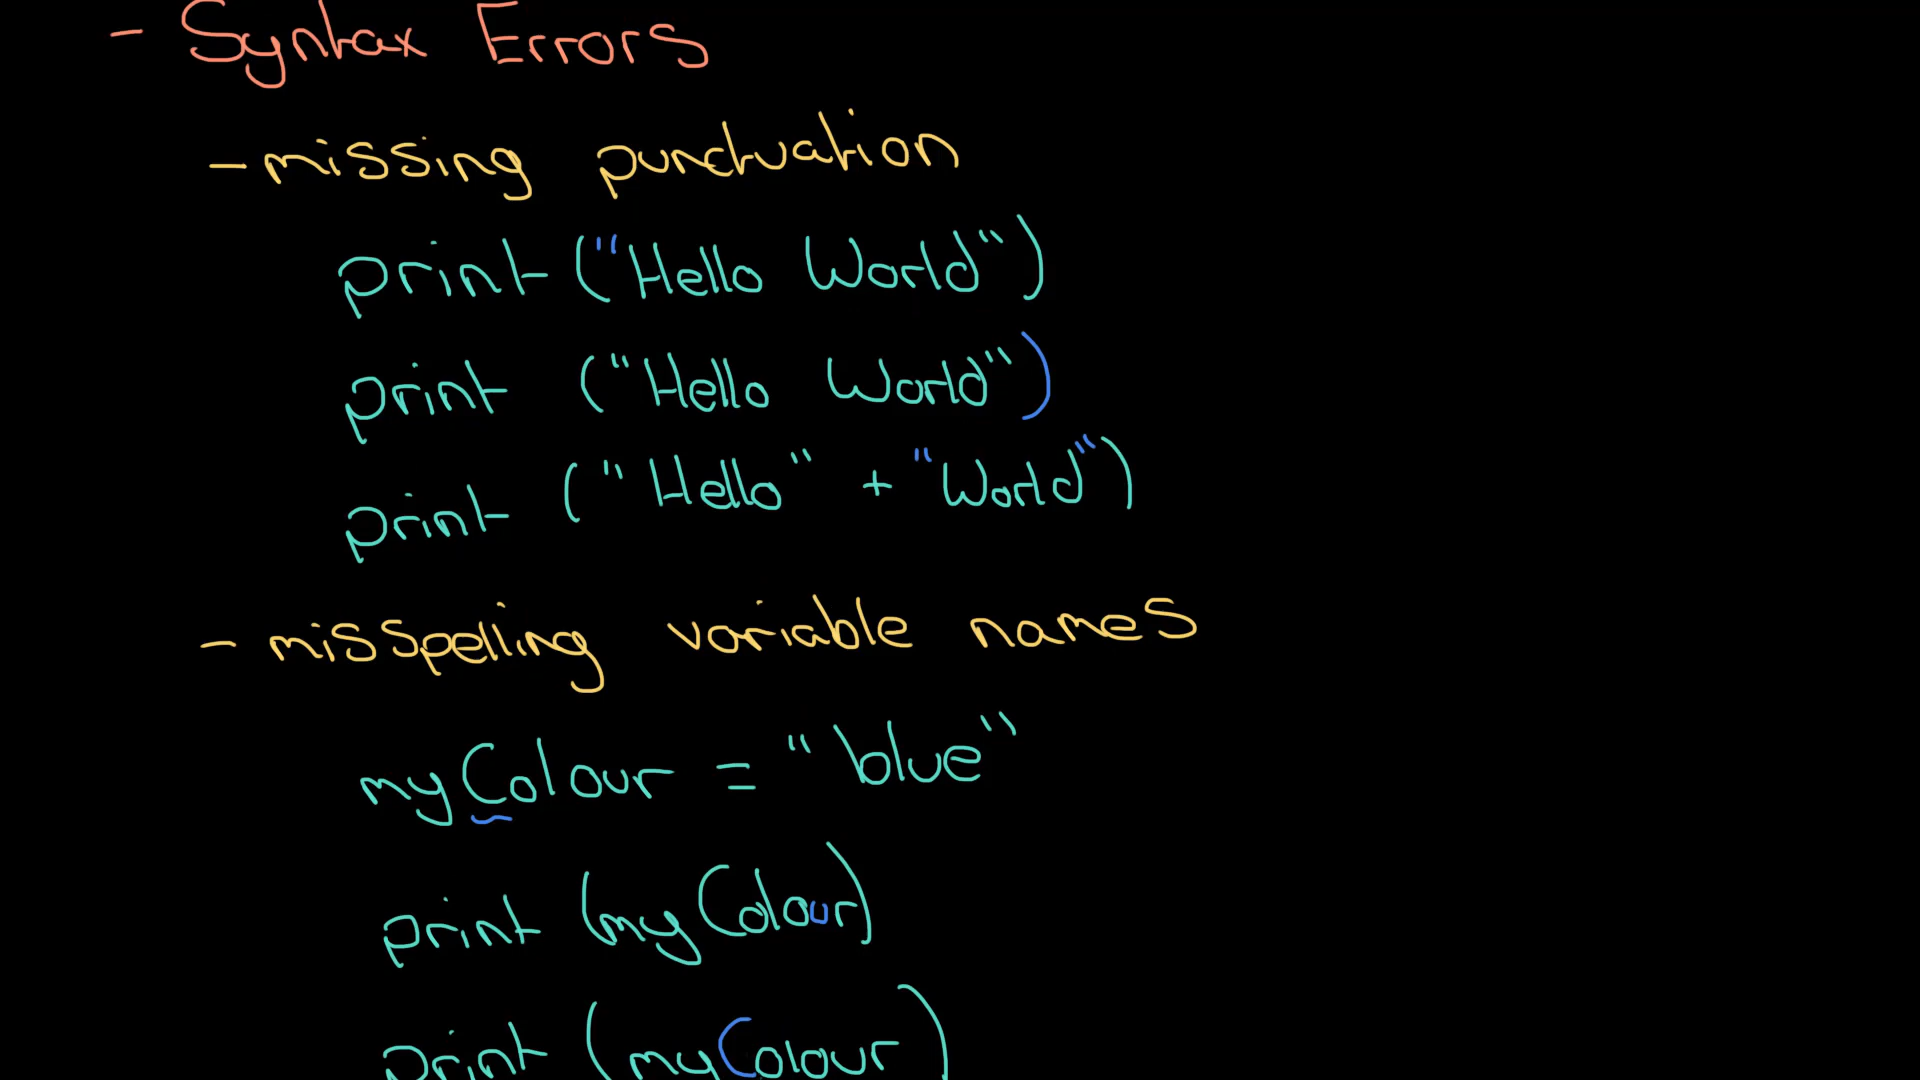 - Syntax Errors
- missing punctuation
print ("Hello World")
print ("Hello World")
print ("Hello" + "World")
- misspelling variable names
myColour = "blue"
print (myColour)
print (myColour)